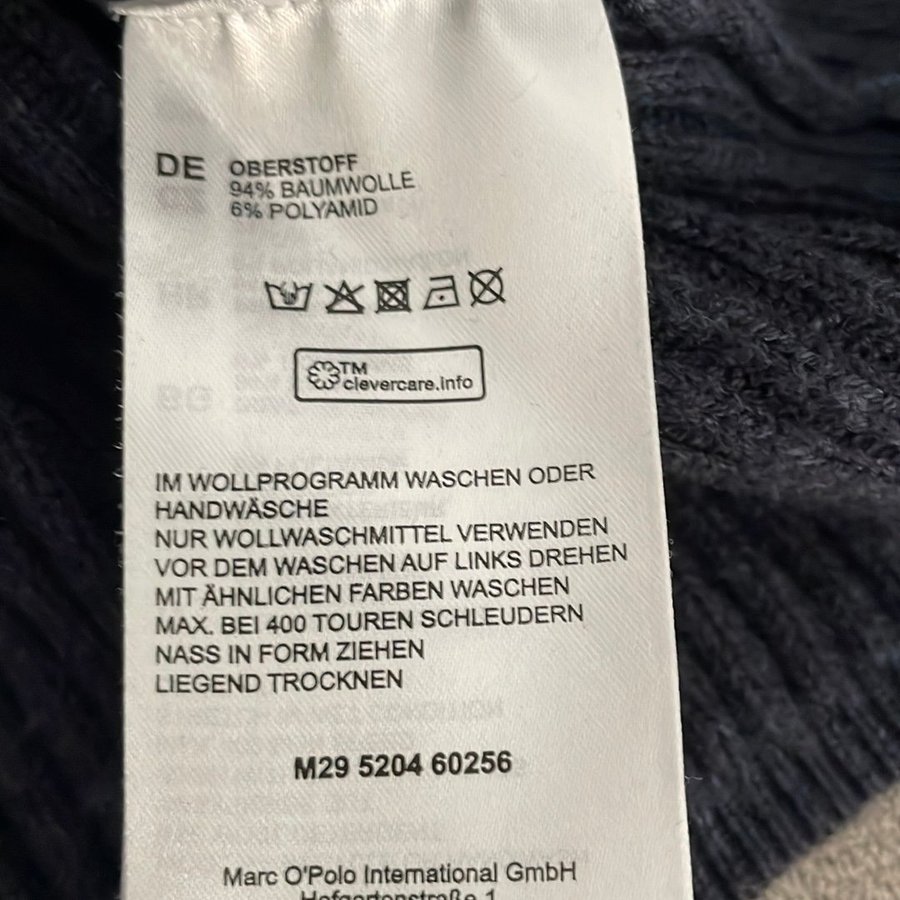 DE OBERSTOFF
94% BAUMWOLLE
6% POLYAMID
TM
clevercare.info
IM WOLLPROGRAMM WASCHEN ODER
HANDWÄSCHE
NUR WOLLWASCHMITTEL VERWENDEN
VOR DEM WASCHEN AUF LINKS DREHEN
MIT ÄHNLICHEN FARBEN WASCHEN
MAX. BEI 400 TOUREN SCHLEUDERN
NASS IN FORM ZIEHEN
LIEGEND TROCKNEN
M29 5204 60256
Marc O'Polo International GmbH
Hofgartenstraße 1